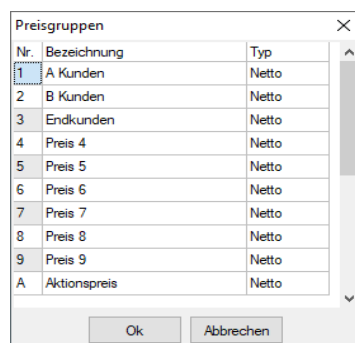 Preisgruppen
Nr. Bezeichnung Typ
1 A Kunden Netto
2 B Kunden Netto
3 Endkunden Netto
4 Preis 4 Netto
5 Preis 5 Netto
6 Preis 6 Netto
7 Preis 7 Netto
8 Preis 8 Netto
9 Preis 9 Netto
A Aktionspreis Netto
Ok Abbrechen